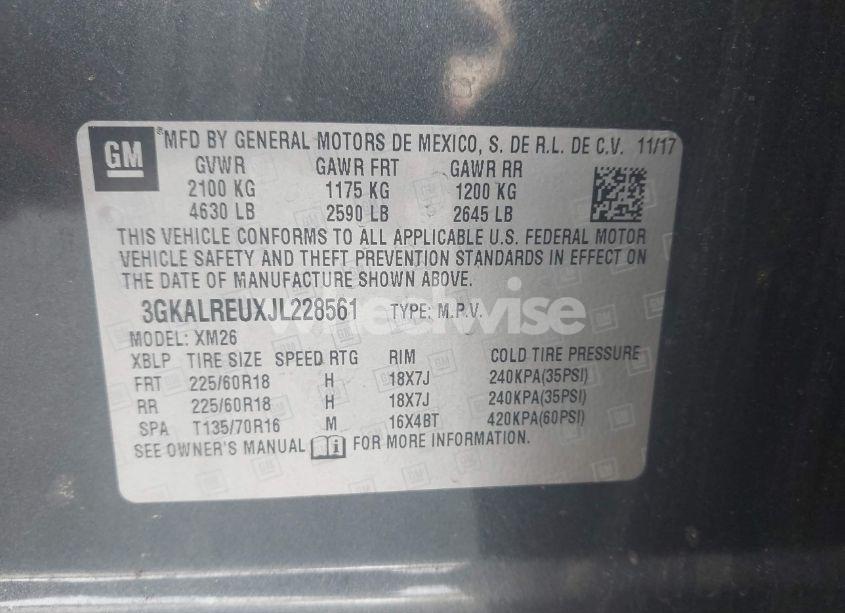 GM
MFD BY GENERAL MOTORS DE MEXICO, S. DE R.L. DE C.V. 11/17
GVWR GAWR FRT GAWR RR
2100 KG 1175 KG 1200 KG
4630 LB 2590 LB 2645 LB
THIS VEHICLE CONFORMS TO ALL APPLICABLE U.S. FEDERAL MOTOR
VEHICLE SAFETY AND THEFT PREVENTION STANDARDS IN EFFECT ON
THE DATE OF MANUFACTURE SHOWN ABOVE.
3GKALREUXJL228561 TYPE: M.P.V.
wheelwise
MODEL: XM26
XBLP TIRE SIZE SPEED RTG RIM COLD TIRE PRESSURE
FRT 225/60R18 H 18X7J 240KPA(35PSI)
RR 225/60R18 H 18X7J 240KPA(35PSI)
SPA T135/70R16 M 16X4BT 420KPA(60PSI)
SEE OWNER'S MANUAL i FOR MORE INFORMATION.